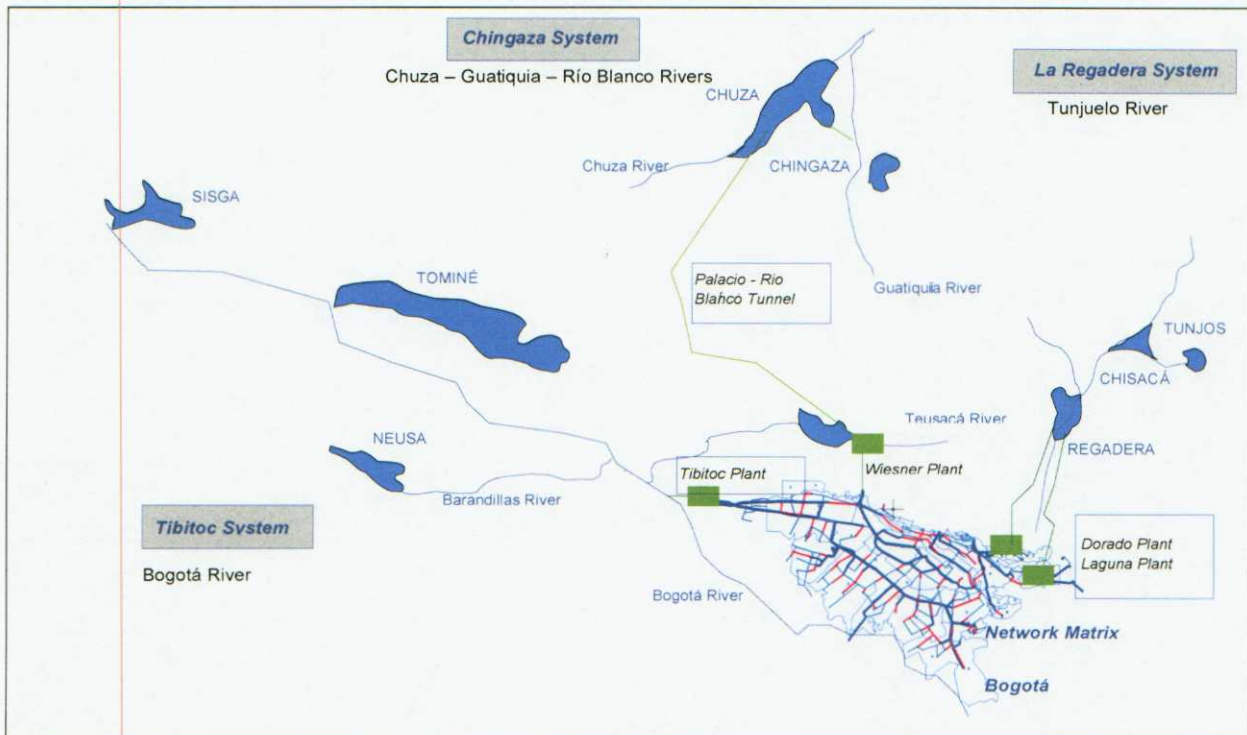 Chingaza System
Chuza – Guatiquia – Río Blanco Rivers
La Regadera System
Tunjuelo River
CHUZA
Chuza River
CHINGAZA
SISGA
TOMINÉ
Palacio - Rio
Blahco Tunnel
Guatiquiia River
TUNJOS
CHISACÁ
NEUSA
Teusacá River
REGADERA
Tibitoc Plant
Wiesner Plant
Barandillas River
Tibitoc System
Bogotá River
Dorado Plant
Laguna Plant
Bogotá River
Network Matrix
Bogotá